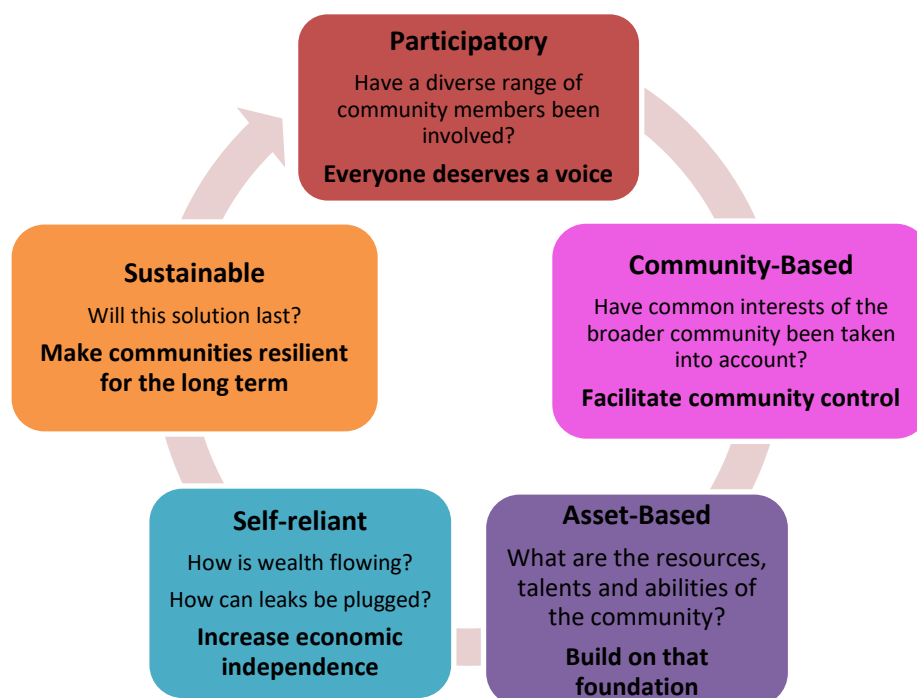 Participatory
Have a diverse range of
community members been
involved?
Everyone deserves a voice
Community-Based
Have common interests of the
broader community been taken
into account?
Facilitate community control
Asset-Based
What are the resources,
talents and abilities of
the community?
Build on that
foundation
Self-reliant
How is wealth flowing?
How can leaks be plugged?
Increase economic
independence
Sustainable
Will this solution last?
Make communities resilient
for the long term